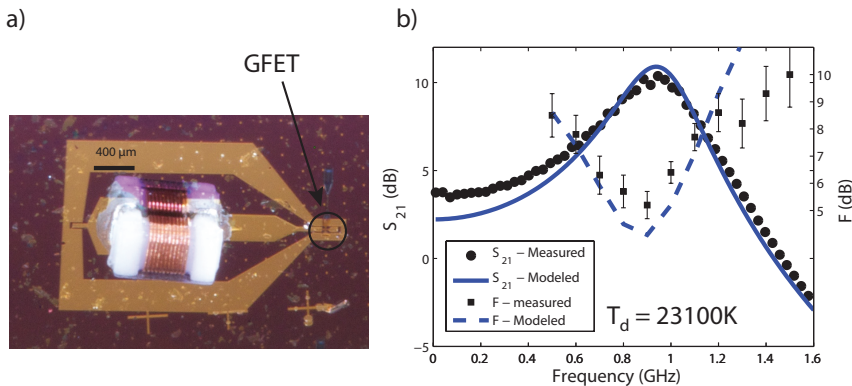 a)
GFET
400 μm
b)
S21 (dB)
10
5
0
−5
0
0.2
0.4
0.6
0.8
1
1.2
1.4
1.6
Frequency (GHz)
10
9
8
7
6
5
F (dB)
S21 – Measured
S21 – Modeled
F – measured
F – Modeled
Td = 23100K